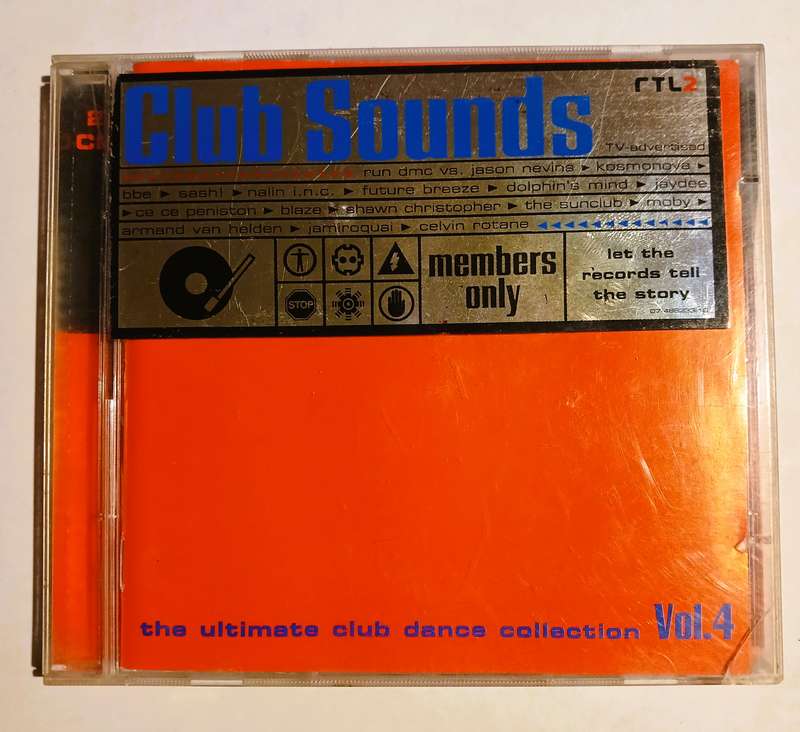 Club Sounds
RTL2
TV-advertised
run dmc vs. jason nevins ► kosmonova ►
bbe ► sash! ► nalin i.n.c. ► future breeze ► dolphin's mind ► jaydee
► ce ce peniston ► blaze ► shawn christopher ► the sunclub ► moby ►
armand van helden ► jamiroquai ► celvin rotane ◄◄◄◄◄◄◄◄◄◄◄◄◄◄
members
only
let the
records tell
the story
STOP
the ultimate club dance collection Vol.4